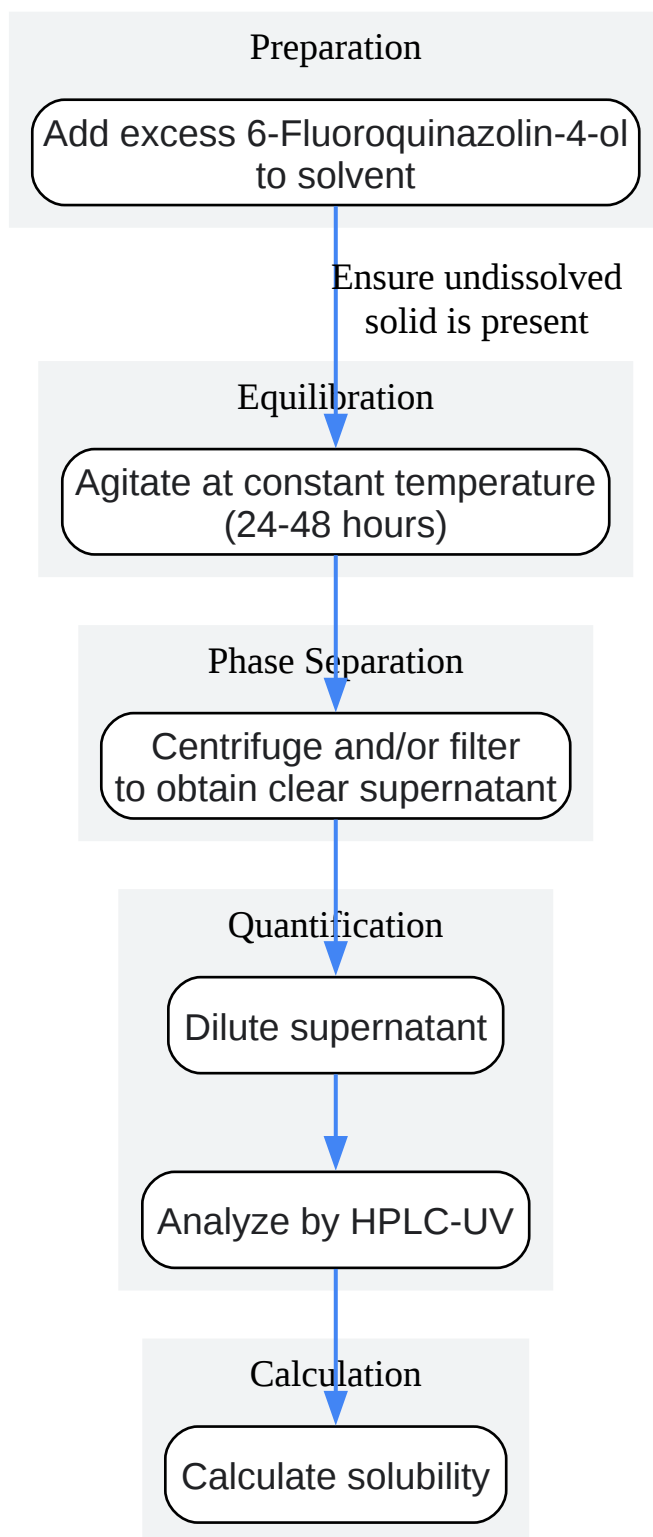 Preparation
Add excess 6-Fluoroquinazolin-4-ol
to solvent
Ensure undissolved
solid is present
Equilibration
Agitate at constant temperature
(24-48 hours)
Phase Separation
Centrifuge and/or filter
to obtain clear supernatant
Quantification
Dilute supernatant
Analyze by HPLC-UV
Calculation
Calculate solubility